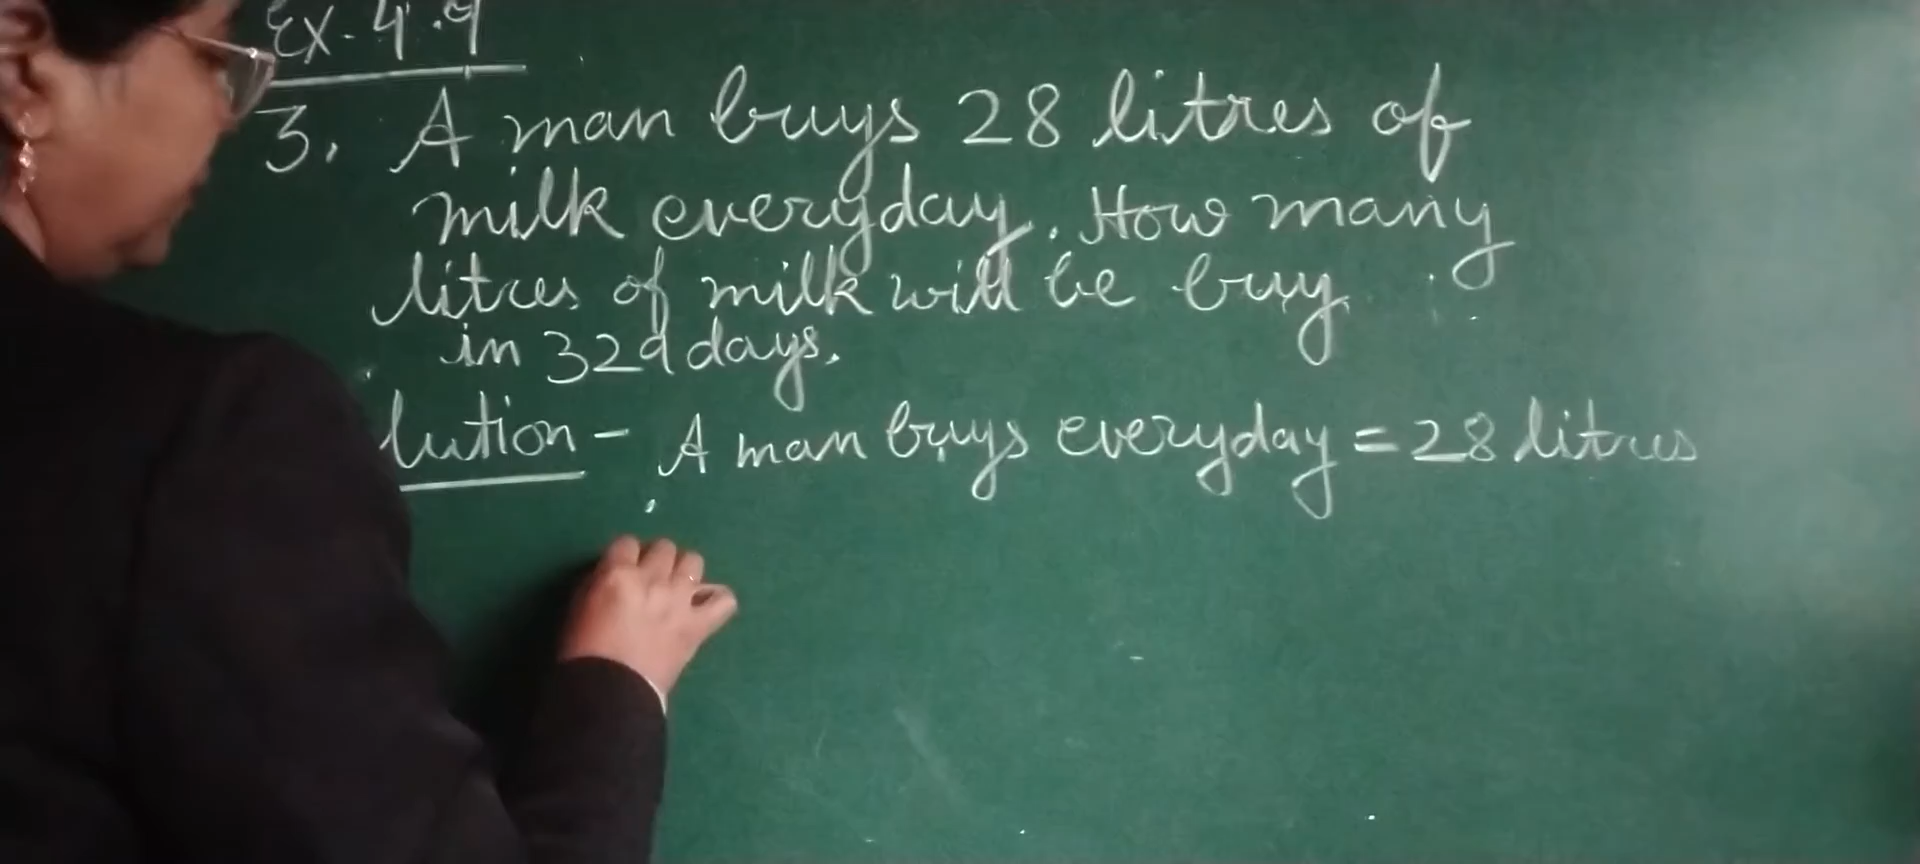 Ex-4.9
3. A man buys 28 litres of
milk everyday. How many
litres of milk will be buy
in 329 days.
lution - A man buys everyday = 28 litres